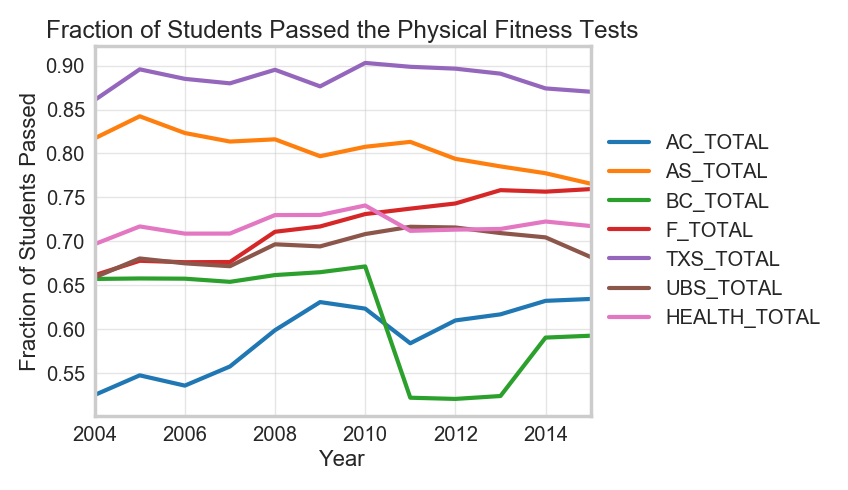 Fraction of Students Passed the Physical Fitness Tests
Fraction of Students Passed
0.90
0.85
0.80
0.75
0.70
0.65
0.60
0.55
2004 2006 2008 2010 2012 2014
Year
AC_TOTAL
AS_TOTAL
BC_TOTAL
F_TOTAL
TXS_TOTAL
UBS_TOTAL
HEALTH_TOTAL